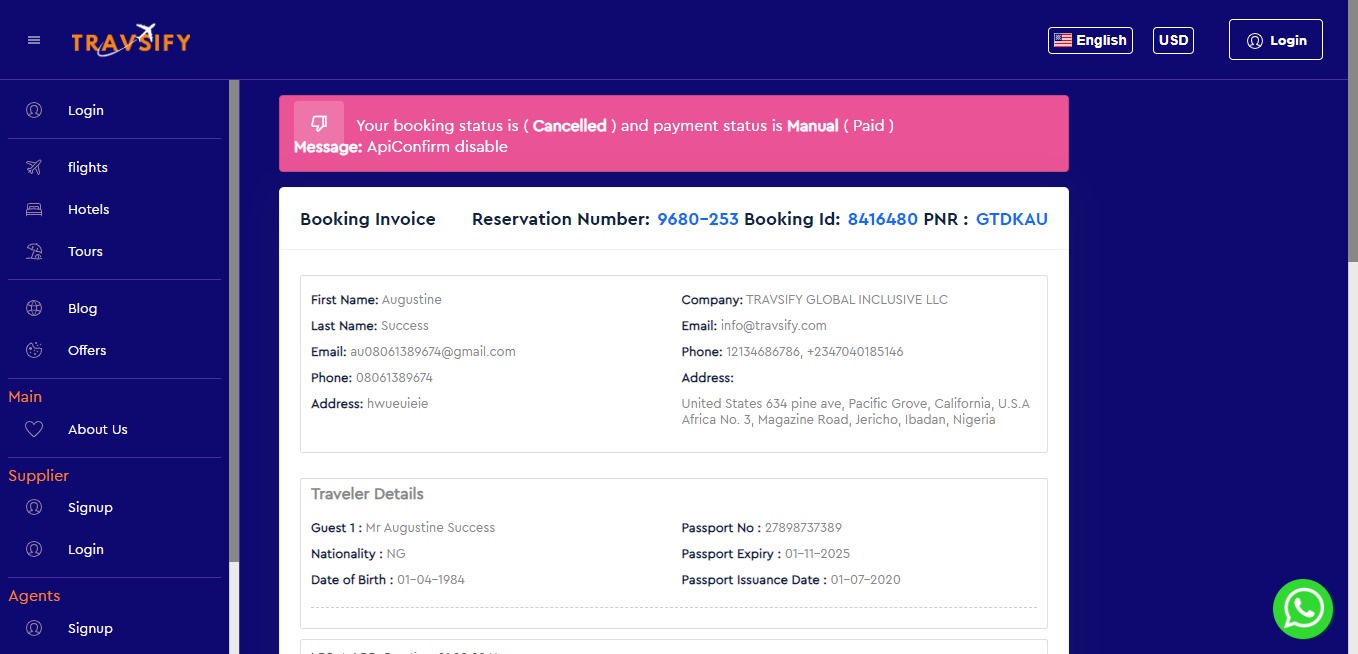 TRAVSIFY
English
USD
Login
Login
flights
Hotels
Tours
Blog
Offers
Main
About Us
Supplier
Signup
Login
Agents
Signup
Your booking status is ( Cancelled ) and payment status is Manual ( Paid )
Message: ApiConfirm disable
Booking Invoice
Reservation Number: 9680-253 Booking Id: 8416480 PNR : GTDKAU
First Name: Augustine
Last Name: Success
Email: au08061389674@gmail.com
Phone: 08061389674
Address: hwueuieie
Company: TRAVSIFY GLOBAL INCLUSIVE LLC
Email: info@travsify.com
Phone: 12134686786, +2347040185146
Address:
United States 634 pine ave, Pacific Grove, California, U.S.A
Africa No. 3, Magazine Road, Jericho, Ibadan, Nigeria
Traveler Details
Guest 1 : Mr Augustine Success
Nationality : NG
Date of Birth : 01-04-1984
Passport No : 27898737389
Passport Expiry : 01-11-2025
Passport Issuance Date : 01-07-2020